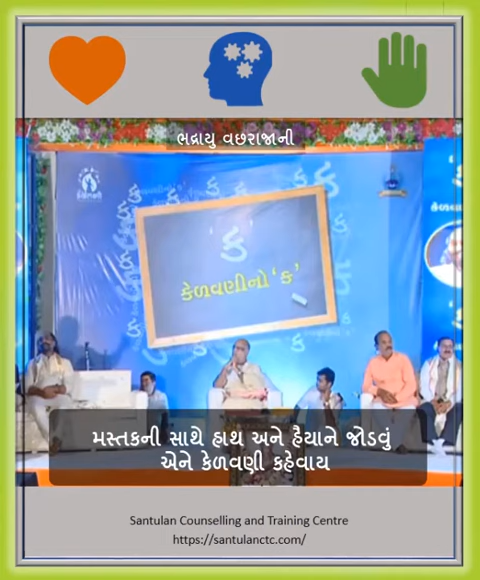 ભદ્રાયુ વછરાજાની
'ક'
કેળવણીનો 'ક'
મસ્તકની સાથે હાથ અને હૈયાને જોડવું
એને કેળવણી કહેવાય
Santulan Counselling and Training Centre
https://santulanctc.com/